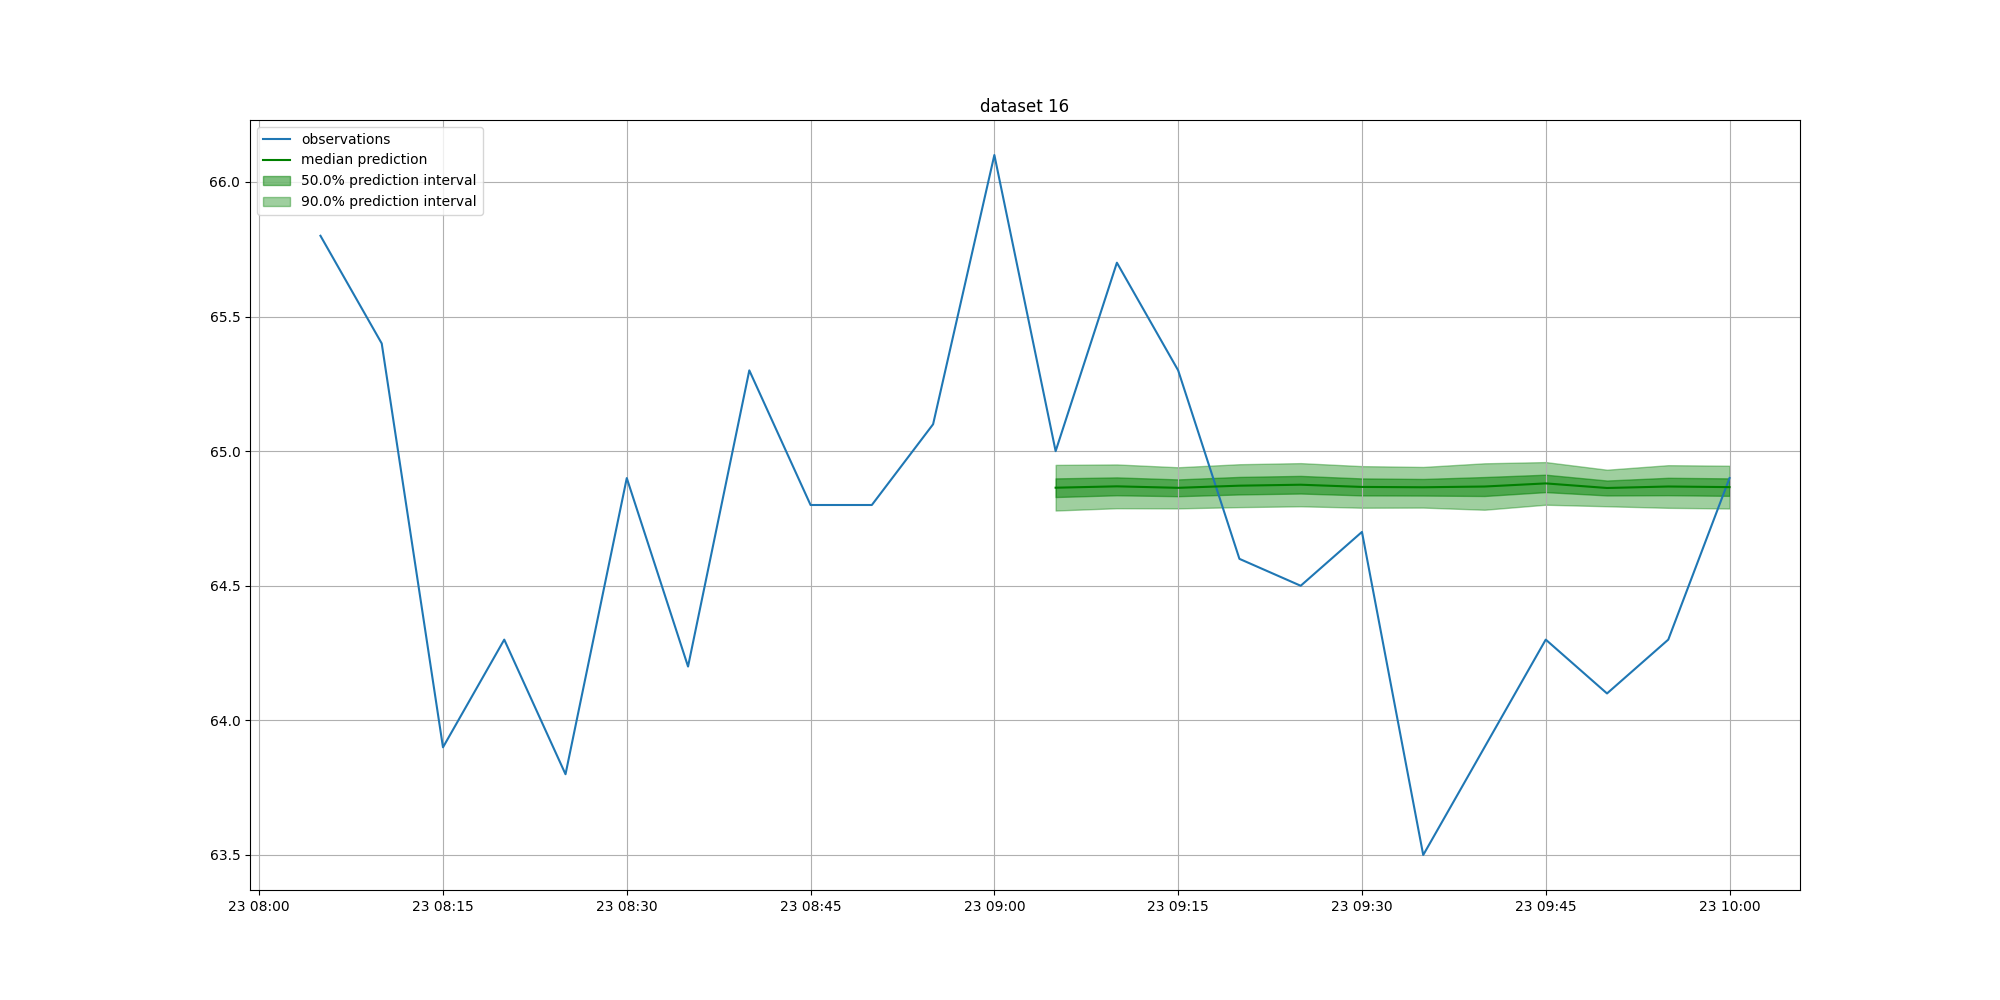 dataset 16
observations
median prediction
50.0% prediction interval
90.0% prediction interval
66.0
65.5
65.0
64.5
64.0
63.5
23 08:00 23 08:15 23 08:30 23 08:45 23 09:00 23 09:15 23 09:30 23 09:45 23 10:00